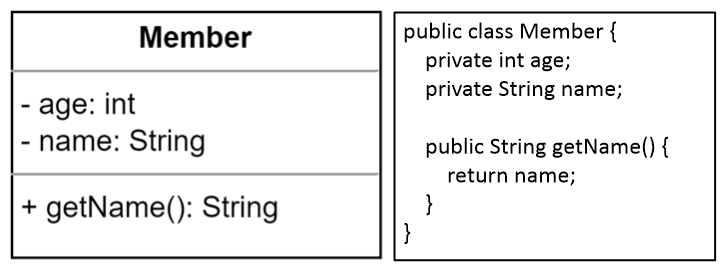 Member
- age: int
- name: String
+ getName(): String
public class Member {
private int age;
private String name;
public String getName() {
return name;
}
}